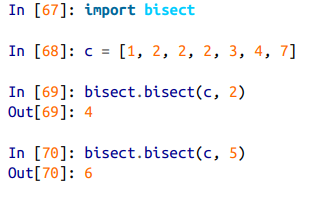 In [67]: import bisect
In [68]: c = [1, 2, 2, 2, 3, 4, 7]
In [69]: bisect.bisect(c, 2)
Out[69]: 4
In [70]: bisect.bisect(c, 5)
Out[70]: 6